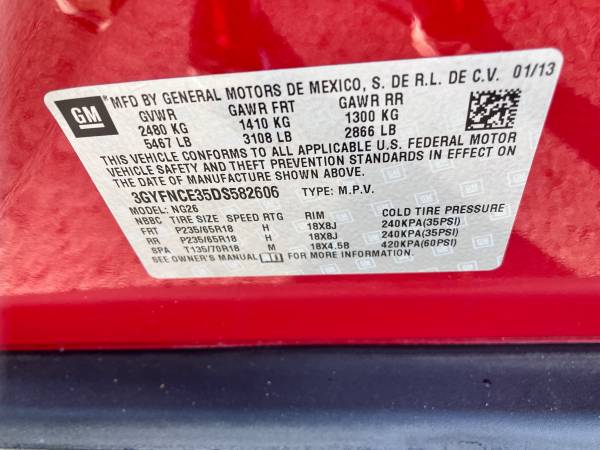 GM MFD BY GENERAL MOTORS DE MEXICO, S. DE R.L. DE C.V. 01/13
GVWR GAWR FRT GAWR RR
2480 KG 1410 KG 1300 KG
5467 LB 3108 LB 2866 LB
THIS VEHICLE CONFORMS TO ALL APPLICABLE U.S. FEDERAL MOTOR
VEHICLE SAFETY AND THEFT PREVENTION STANDARDS IN EFFECT ON
THE DATE OF MANUFACTURE SHOWN ABOVE.
3GYFNCE35DS582606 TYPE: M.P.V.
MODEL: NG26
NBBC TIRE SIZE SPEED RTG RIM COLD TIRE PRESSURE
FRT P235/65R18 H 18X8J 240KPA(35PSI)
RR P235/65R18 H 18X8J 240KPA(35PSI)
SPA T135/70R18 M 18X4.5B 420KPA(60PSI)
SEE OWNER'S MANUAL FOR MORE INFORMATION.